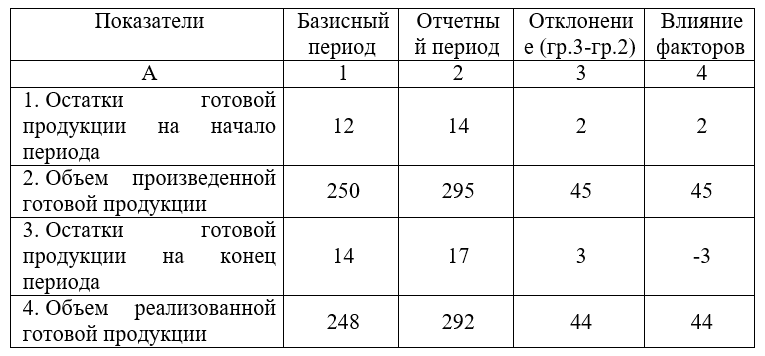 Показатели Базисный Отчетны Отклонени Влияние
период й период е (гр.3-гр.2) факторов
А 1 2 3 4
1. Остатки готовой
продукции на начало 12 14 2 2
периода
2. Объем произведенной 250 295 45 45
готовой продукции
3. Остатки готовой
продукции на конец 14 17 3 -3
периода
4. Объем реализованной 248 292 44 44
готовой продукции